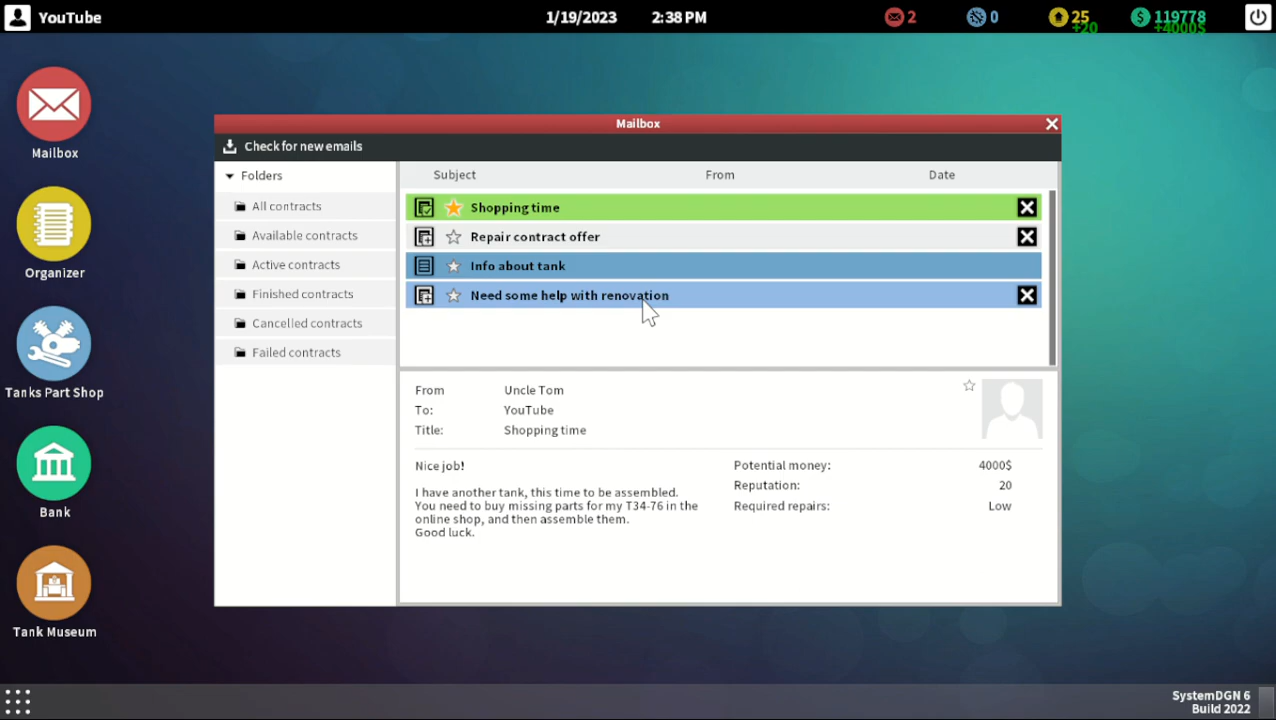 YouTube
1/19/2023 2:38 PM
2 0 25 119778
+20 +4000$
Mailbox
Organizer
Tanks Part Shop
Bank
Tank Museum
Mailbox
Check for new emails
Folders
All contracts
Available contracts
Active contracts
Finished contracts
Cancelled contracts
Failed contracts
Subject From Date
Shopping time
Repair contract offer
Info about tank
Need some help with renovation
From Uncle Tom
To: YouTube
Title: Shopping time
Nice job!
I have another tank, this time to be assembled.
You need to buy missing parts for my T34-76 in the
online shop, and then assemble them.
Good luck.
Potential money: 4000$
Reputation: 20
Required repairs: Low
SystemDGN 6
Build 2022